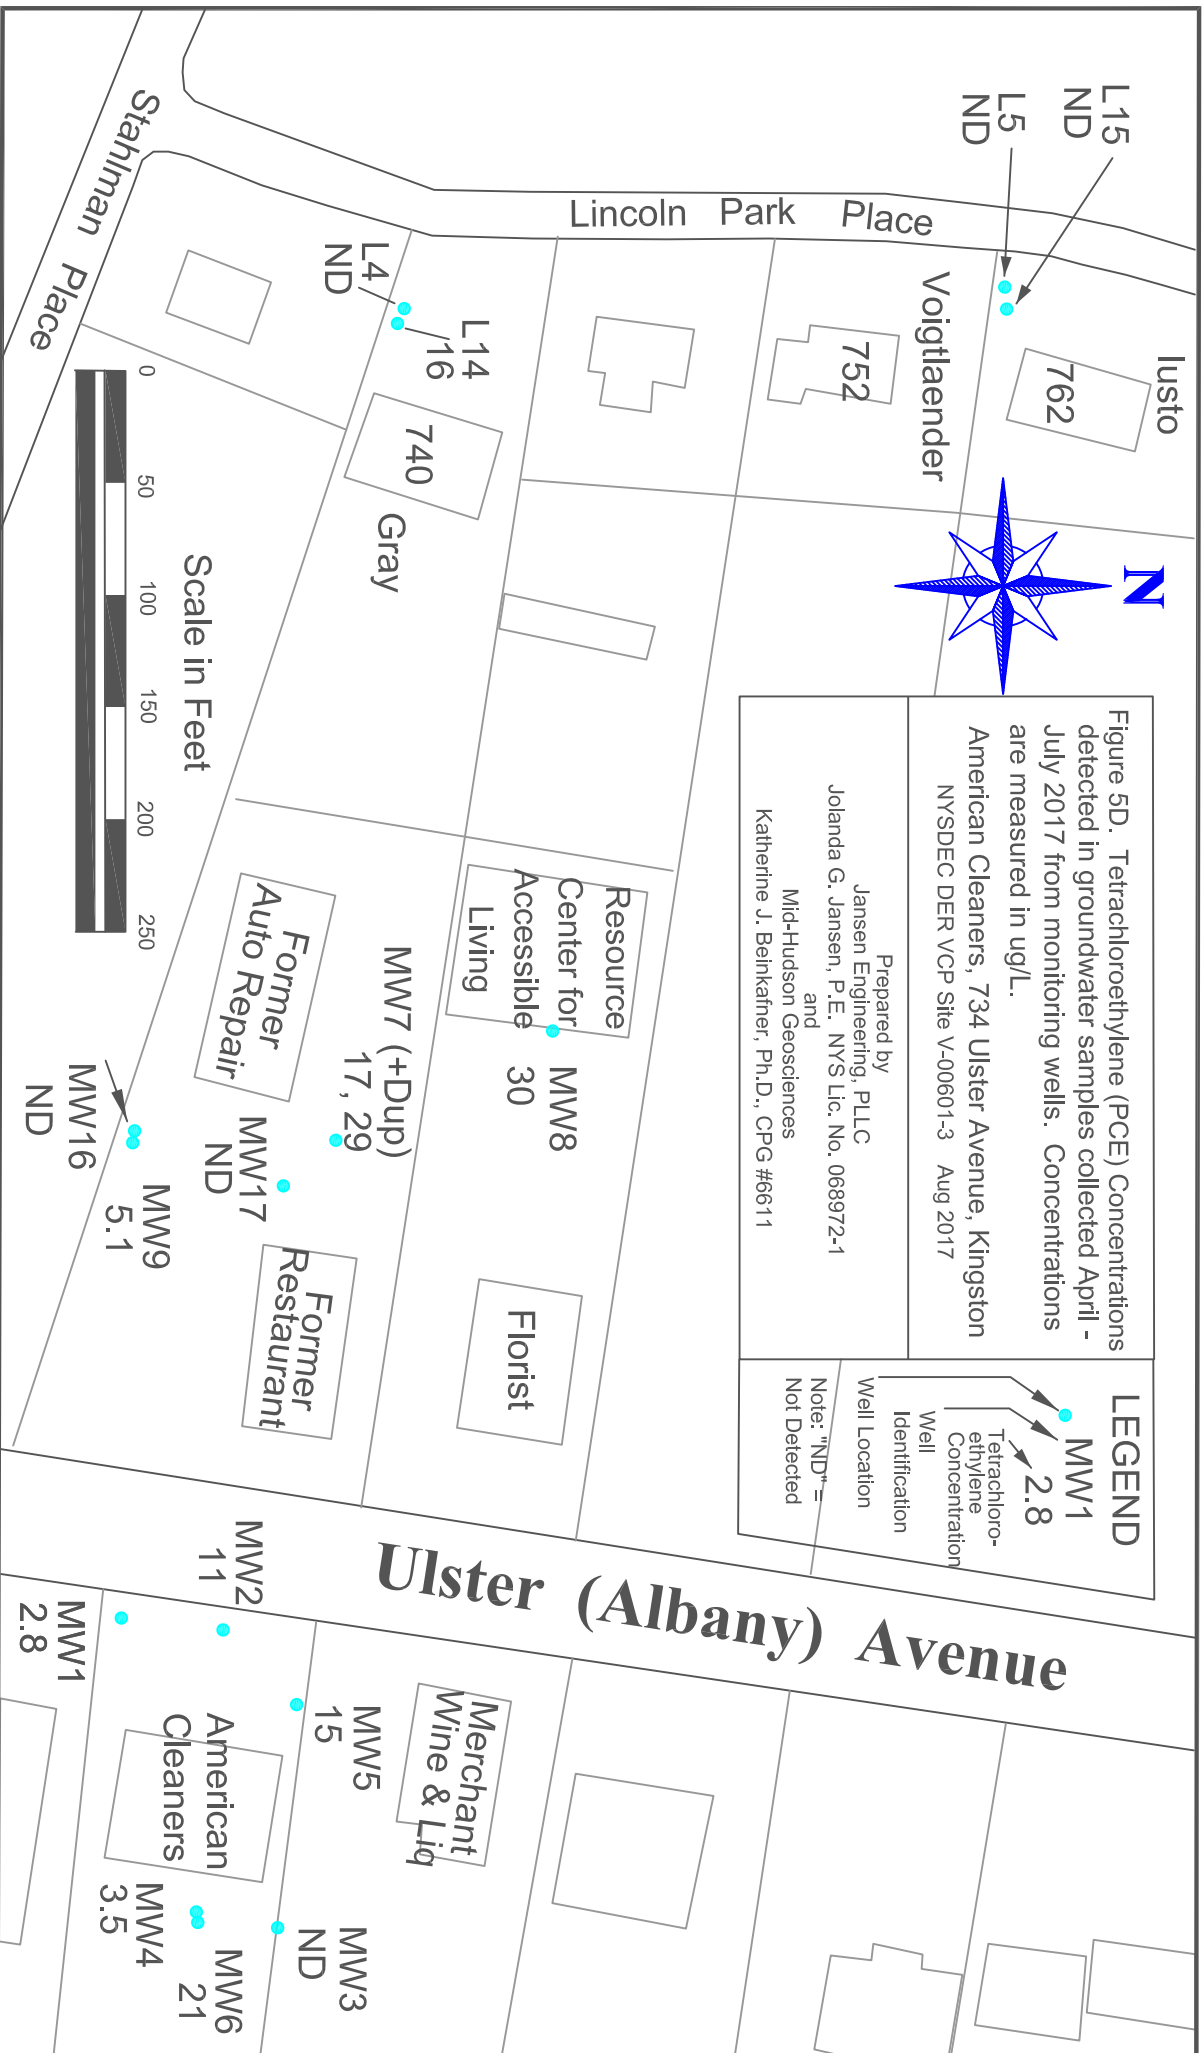 L15
ND
L5
ND
Iusto
762
Voigtlaender
752
Lincoln Park Place
L4
ND
L14
16
740
Gray
Stahlman Place
N
Figure 5D. Tetrachloroethylene (PCE) Concentrations
detected in groundwater samples collected April -
July 2017 from monitoring wells. Concentrations
are measured in ug/L.
American Cleaners, 734 Ulster Avenue, Kingston
NYSDEC DER VCP Site V-00601-3 Aug 2017
Prepared by
Jansen Engineering, PLLC
Jolanda G. Jansen, P.E. NYS Lic. No. 068972-1
and
Mid-Hudson Geosciences
Katherine J. Beinkafner, Ph.D., CPG #6611
LEGEND
MW1
2.8
Tetrachloro-
ethylene
Concentration
Well
Identification
Well Location
Note: "ND" =
Not Detected
Scale in Feet
0 50 100 150 200 250
Resource
Center for
Accessible
Living
MW8
30
MW7 (+Dup)
17, 29
Former
Auto Repair
MW17
ND
MW16
ND
MW9
5.1
Florist
Former
Restaurant
Ulster (Albany) Avenue
MW2
11
MW1
2.8
MW5
15
Merchant
Wine & Liq
American
Cleaners
MW3
ND
MW4
3.5
MW6
21